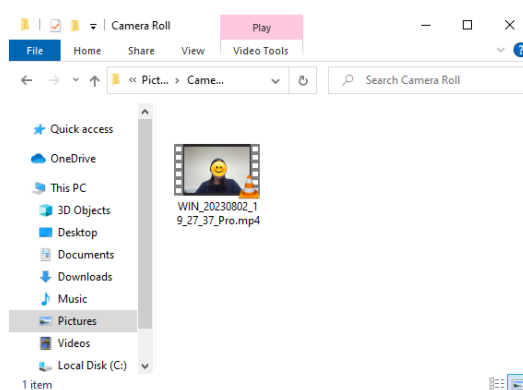 Camera Roll
Play
File
Home
Share
View
Video Tools
?
« Pict... › Came...
Search Camera Roll
Quick access
OneDrive
This PC
3D Objects
Desktop
Documents
Downloads
Music
Pictures
Videos
Local Disk (C:)
WIN_20230802_1
9_27_37_Pro.mp4
1 item